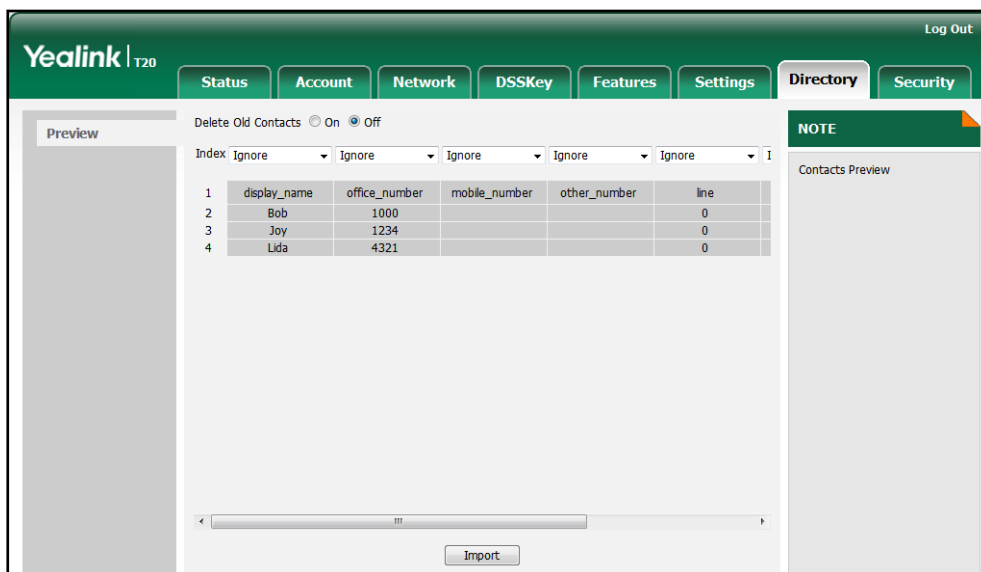 Log Out
Yealink | T20
Status Account Network DSSKey Features Settings Directory Security
Preview
Delete Old Contacts On Off
NOTE
Index Ignore Ignore Ignore Ignore Ignore I
Contacts Preview
1 display_name office_number mobile_number other_number line
2 Bob 1000 0
3 Joy 1234 0
4 Lida 4321 0
Import